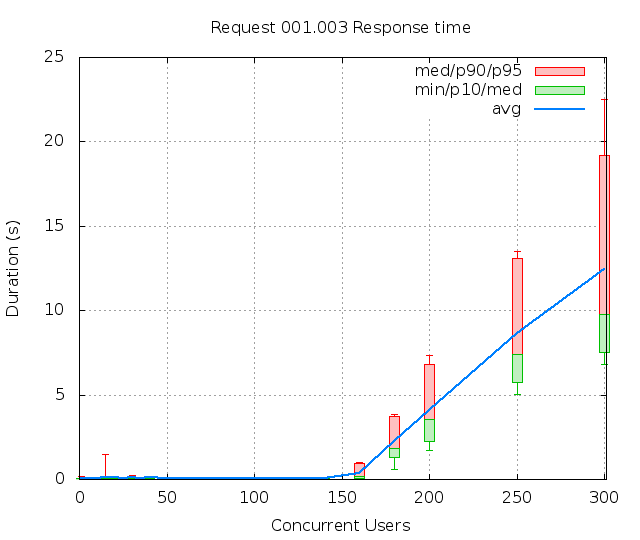 Request 001.003 Response time
25
20
15
10
5
0
Duration (s)
med/p90/p95
min/p10/med
avg
0 50 100 150 200 250 300
Concurrent Users